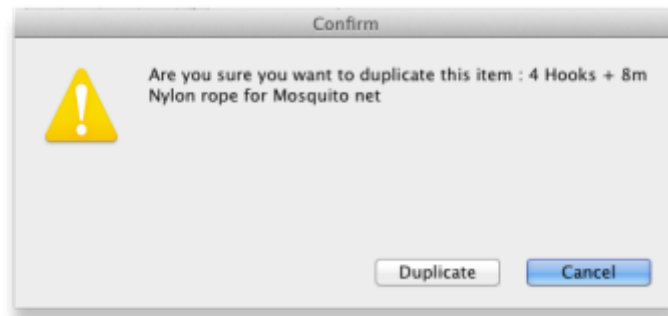 Confirm
Are you sure you want to duplicate this item : 4 Hooks + 8m
Nylon rope for Mosquito net
Duplicate
Cancel